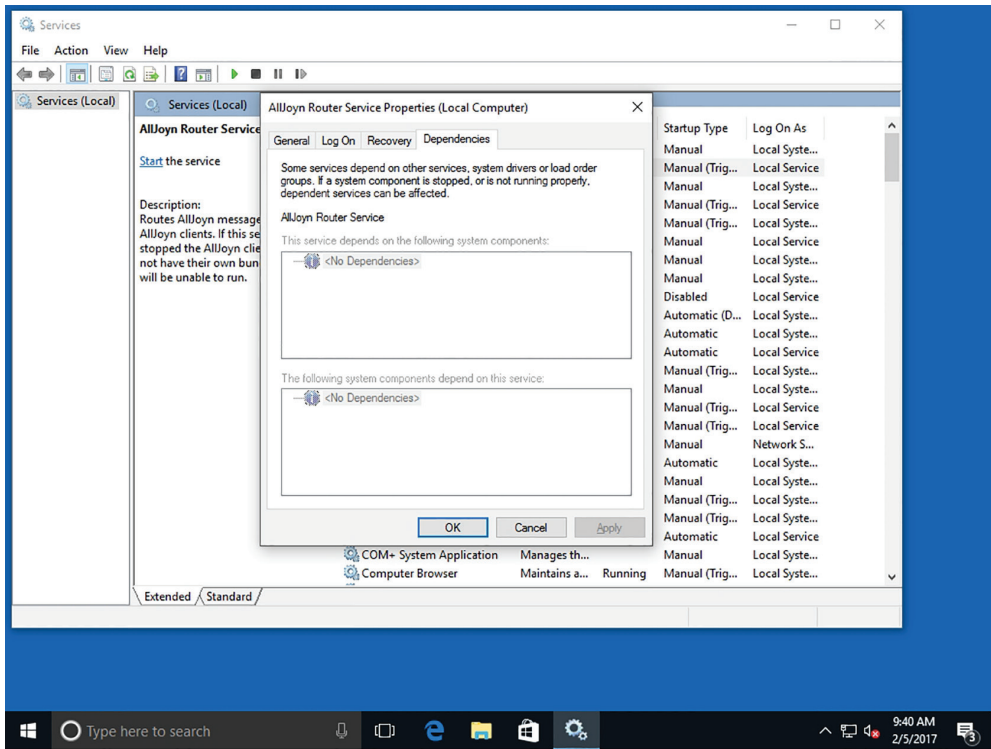 Services
File Action View Help
Services (Local)
Services (Local)
AllJoyn Router Service
Start the service
Description:
Routes AllJoyn message
AllJoyn clients. If this se
stopped the AllJoyn clie
not have their own bun
will be unable to run.
AllJoyn Router Service Properties (Local Computer)
General Log On Recovery Dependencies
Some services depend on other services, system drivers or load order
groups. If a system component is stopped, or is not running properly,
dependent services can be affected.
AllJoyn Router Service
This service depends on the following system components:
<No Dependencies>
The following system components depend on this service:
<No Dependencies>
OK Cancel Apply
Startup Type Log On As
Manual Local Syste...
Manual (Trig... Local Service
Manual Local Syste...
Manual (Trig... Local Service
Manual (Trig... Local Syste...
Manual Local Service
Manual Local Syste...
Manual Local Syste...
Disabled Local Service
Automatic (D... Local Syste...
Automatic Local Syste...
Automatic Local Service
Manual (Trig... Local Syste...
Manual Local Syste...
Manual (Trig... Local Service
Manual (Trig... Local Service
Manual Network S...
Automatic Local Syste...
Manual Local Syste...
Manual (Trig... Local Syste...
Manual (Trig... Local Syste...
Automatic Local Service
COM+ System Application Manages th... Manual Local Syste...
Computer Browser Maintains a... Running Manual (Trig... Local Syste...
Extended Standard
Type here to search
9:40 AM
2/5/2017
3